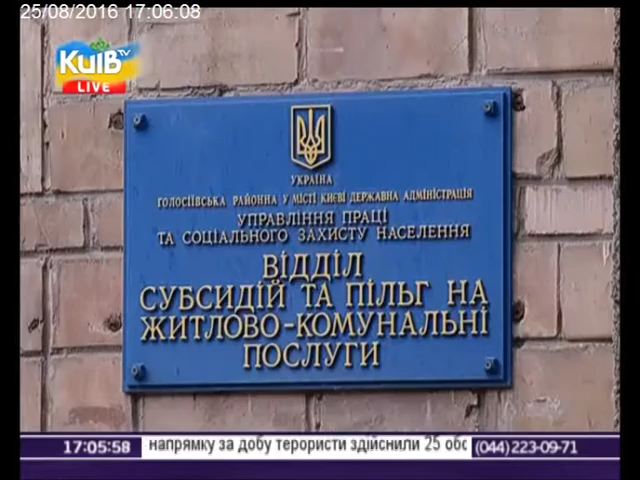 25/08/2016 17:06:08
КиїВ TV
LIVE
УКРАЇНА
ГОЛОСІЇВСЬКА РАЙОННА У МІСТІ КИЄВІ ДЕРЖАВНА АДМІНІСТРАЦІЯ
УПРАВЛІННЯ ПРАЦІ
ТА СОЦІАЛЬНОГО ЗАХИСТУ НАСЕЛЕННЯ
ВІДДІЛ
СУБСИДІЙ ТА ПІЛЬГ НА
ЖИТЛОВО-КОМУНАЛЬНІ
ПОСЛУГИ
17:05:58 напрямку за добу терористи здійснили 25 обс (044)223-09-71